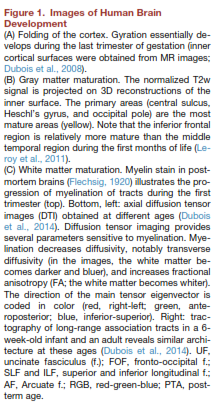 Figure 1. Images of Human Brain
Development
(A) Folding of the cortex. Gyration essentially de-
velops during the last trimester of gestation (inner
cortical surfaces were obtained from MR images;
Dubois et al., 2008).
(B) Gray matter maturation. The normalized T2w
signal is projected on 3D reconstructions of the
inner surface. The primary areas (central sulcus,
Heschl's gyrus, and occipital pole) are the most
mature areas (yellow). Note that the inferior frontal
region is relatively more mature than the middle
temporal region during the first months of life (Le-
roy et al., 2011).
(C) White matter maturation. Myelin stain in post-
mortem brains (Flechsig, 1920) illustrates the pro-
gression of myelination of tracts during the first
trimester (top). Bottom, left: axial diffusion tensor
images (DTI) obtained at different ages (Dubois
et al., 2014). Diffusion tensor imaging provides
several parameters sensitive to myelination. Mye-
lination decreases diffusivity, notably transverse
diffusivity (in the images, the white matter be-
comes darker and bluer), and increases fractional
anisotropy (FA; the white matter becomes whiter).
The direction of the main tensor eigenvector is
coded in color (red, right-left; green, ante-
roposterior; blue, inferior-superior). Right: trac-
tography of long-range association tracts in a 6-
week-old infant and an adult reveals similar archi-
tecture at these ages (Dubois et al., 2014). UF,
uncinate fasciculus (f.); FOF, fronto-occipital f.;
SLF and ILF, superior and inferior longitudinal f.;
AF, Arcuate f.; RGB, red-green-blue; PTA, post-
term age.